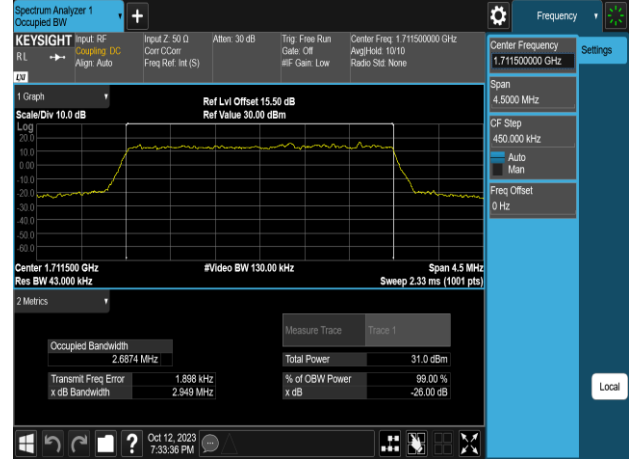 Spectrum Analyzer 1
Occupied BW
Frequency
KEYSIGHT
Input: RF
Input Z: 50 Ω
Atten: 30 dB
Trig: Free Run
Center Freq: 1.711500000 GHz
RL
Coupling: DC
Corr CCorr
Gate: Off
Avg|Hold: 10/10
Align: Auto
Freq Ref: Int (S)
#IF Gain: Low
Radio Std: None
LXI
Center Frequency
1.711500000 GHz
Settings
Span
4.5000 MHz
CF Step
450.000 kHz
Auto
Man
Freq Offset
0 Hz
Local
1 Graph
Ref Lvl Offset 15.50 dB
Scale/Div 10.0 dB
Ref Value 30.00 dBm
Log
20.0
10.0
0.00
-10.0
-20.0
-30.0
-40.0
-50.0
-60.0
Center 1.711500 GHz
#Video BW 130.00 kHz
Span 4.5 MHz
Res BW 43.000 kHz
Sweep 2.33 ms (1001 pts)
2 Metrics
Measure Trace
Trace 1
Occupied Bandwidth
2.6874 MHz
Total Power
31.0 dBm
Transmit Freq Error
1.898 kHz
% of OBW Power
99.00 %
x dB Bandwidth
2.949 MHz
x dB
-26.00 dB
?
Oct 12, 2023
7:33:36 PM